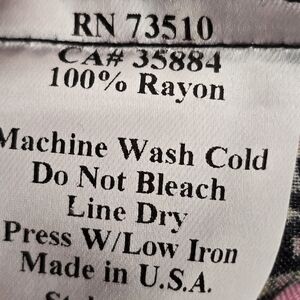 RN 73510
CA# 35884
100% Rayon
Machine Wash Cold
Do Not Bleach
Line Dry
Press W/Low Iron
Made in U.S.A.